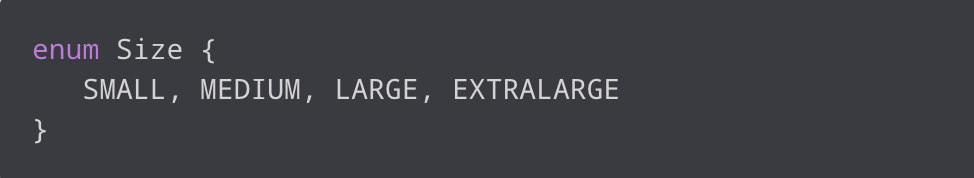 enum Size {
   SMALL, MEDIUM, LARGE, EXTRALARGE
}